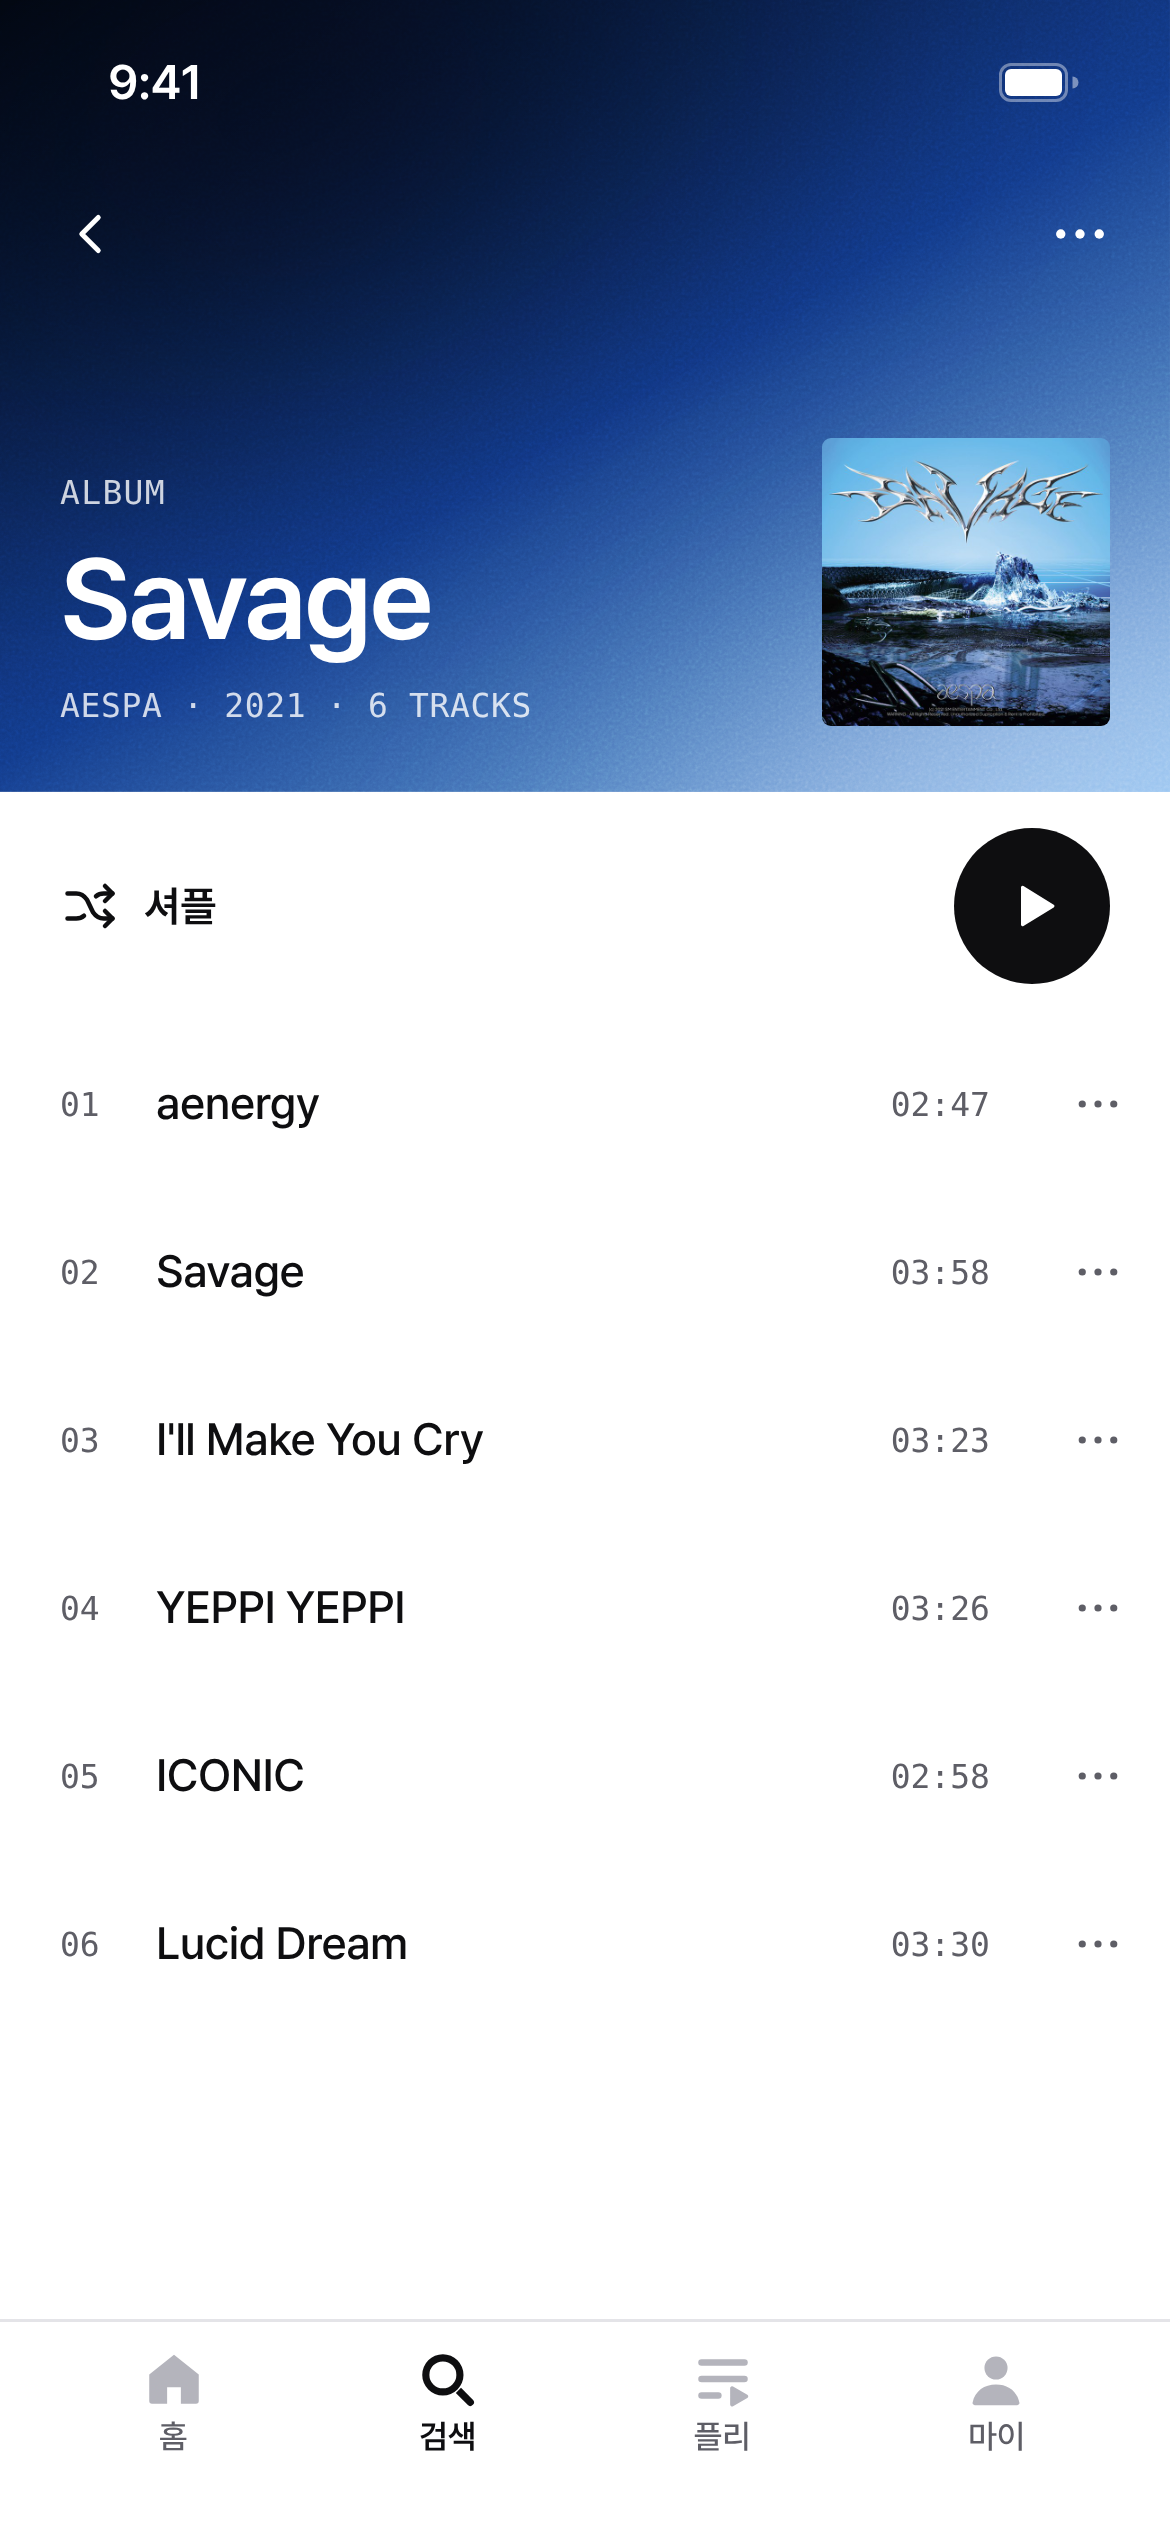 9:41
ALBUM
Savage
AESPA · 2021 · 6 TRACKS
SAVAGE
aespa
셔플
01 aenergy 02:47
02 Savage 03:58
03 I'll Make You Cry 03:23
04 YEPPI YEPPI 03:26
05 ICONIC 02:58
06 Lucid Dream 03:30
홈 검색 플리 마이